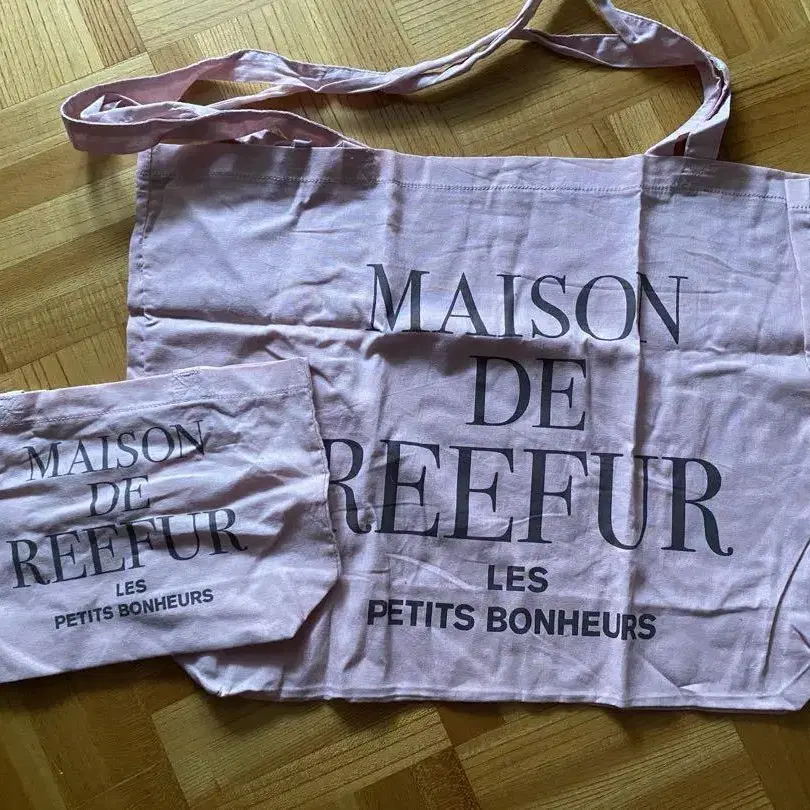 MAISON
DE
REEFUR
LES
PETITS BONHEURS
MAISON
DE
REEFUR
LES
PETITS BONHEURS